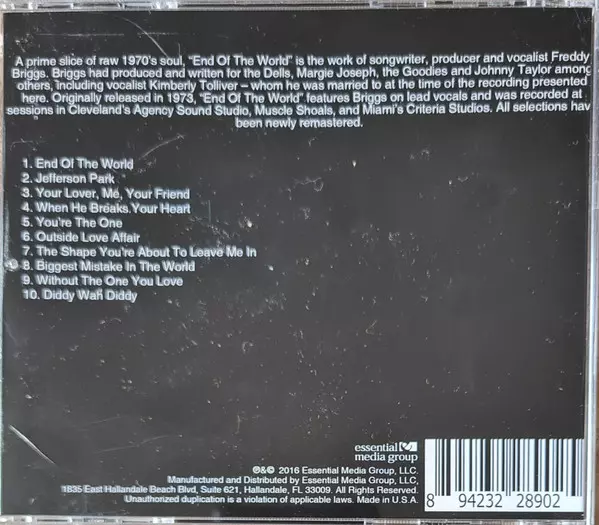 A prime slice of raw 1970's soul, "End Of The World" is the work of songwriter, producer and vocalist Freddy
Briggs. Briggs had produced and written for the Dells, Margie Joseph, the Goodies and Johnny Taylor among
others, including vocalist Kimberly Tolliver – whom he was married to at the time of the recording presented
here. Originally released in 1973, "End Of The World" features Briggs on lead vocals and was recorded at
sessions in Cleveland's Agency Sound Studio, Muscle Shoals, and Miami's Criteria Studios. All selections hav
been newly remastered.
1. End Of The World
2. Jefferson Park
3. Your Lover, Me, Your Friend
4. When He Breaks Your Heart
5. You're The One
6. Outside Love Affair
7. The Shape You're About To Leave Me In
8. Biggest Mistake In The World
9. Without The One You Love
10. Diddy Wah Diddy
essential
media group
℗&© 2016 Essential Media Group, LLC.
Manufactured and Distributed by Essential Media Group, LLC.
1835 East Hallandale Beach Blvd, Suite 621, Hallandale, FL 33009. All Rights Reserved.
Unauthorized duplication is a violation of applicable laws. Made in U.S.A.
8 94232 28902